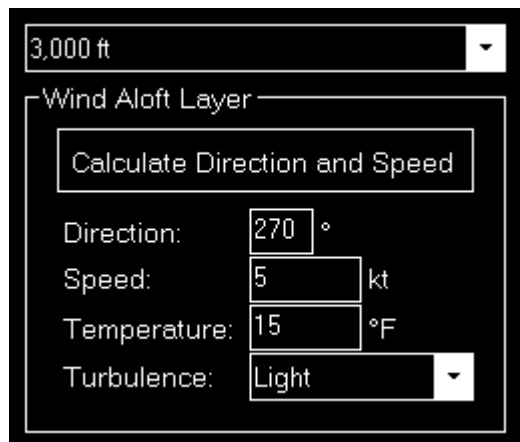 3,000 ft
Wind Aloft Layer
Calculate Direction and Speed
Direction: 270 °
Speed: 5 kt
Temperature: 15 °F
Turbulence: Light